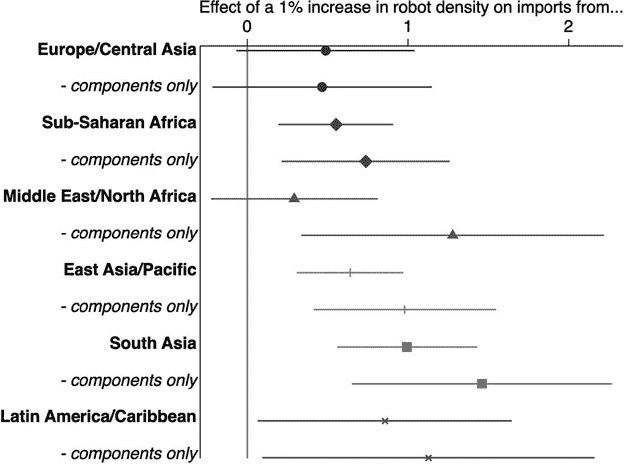 Effect of a 1% increase in robot density on imports from...
0 1 2
Europe/Central Asia
- components only
Sub-Saharan Africa
- components only
Middle East/North Africa
- components only
East Asia/Pacific
- components only
South Asia
- components only
Latin America/Caribbean
- components only